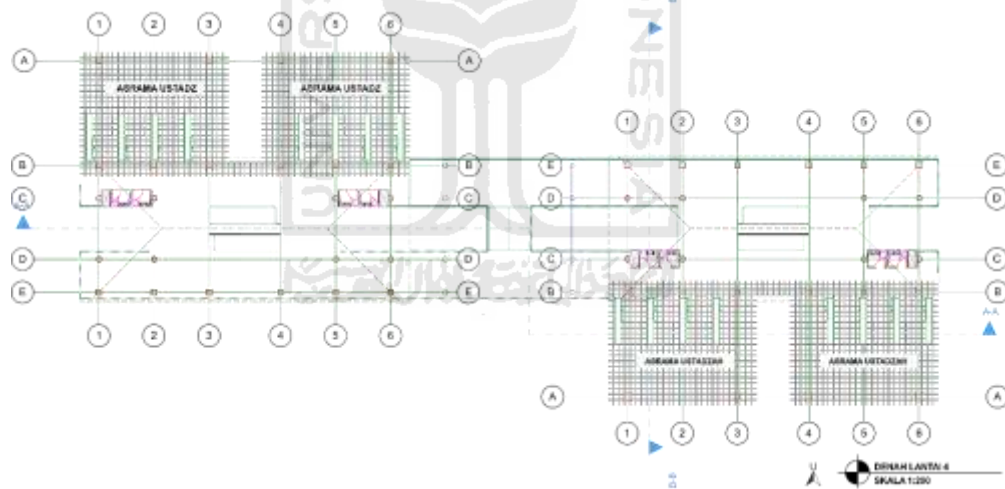 UNIVERS
NESIA
1 2 3 4 5 6
A A
ASRAMA USTADZ ASRAMA USTADZ
1 2 3 4 5 6
B B E E
C C D D
D D C C
E E B B
A-A
1 2 3 4 5 6
ASRAMA USTADZAH ASRAMA USTADZAH
A A
1 2 3 4 5 6
U
DENAH LANTAI 4
SKALA 1:200